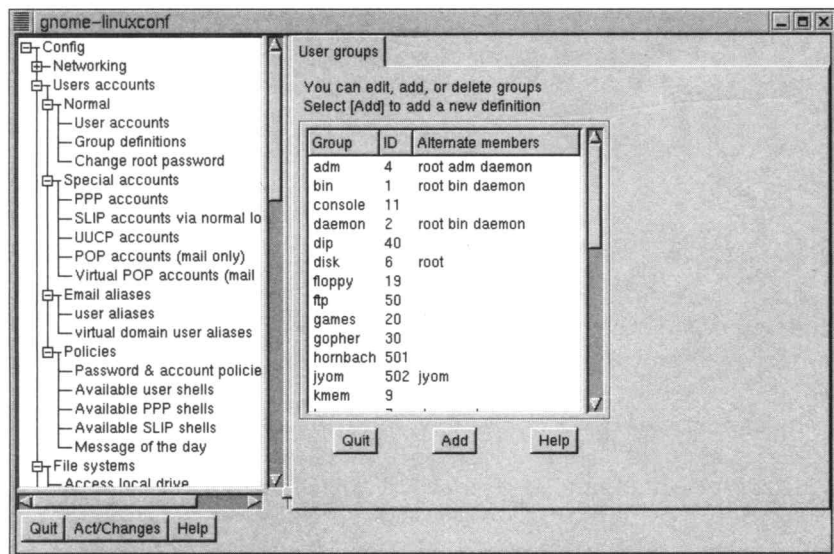 gnome-linuxconf
Config
Networking
Users accounts
Normal
User accounts
Group definitions
Change root password
Special accounts
PPP accounts
SLIP accounts via normal lo
UUCP accounts
POP accounts (mail only)
Virtual POP accounts (mail
Email aliases
user aliases
virtual domain user aliases
Policies
Password & account policie
Available user shells
Available PPP shells
Available SLIP shells
Message of the day
File systems
Access local drive
Quit Act/Changes Help
User groups
You can edit, add, or delete groups
Select [Add] to add a new definition
Group ID Alternate members
adm 4 root adm daemon
bin 1 root bin daemon
console 11
daemon 2 root bin daemon
dip 40
disk 6 root
floppy 19
ftp 50
games 20
gopher 30
hornbach 501
jyom 502 jyom
kmem 9
Quit Add Help